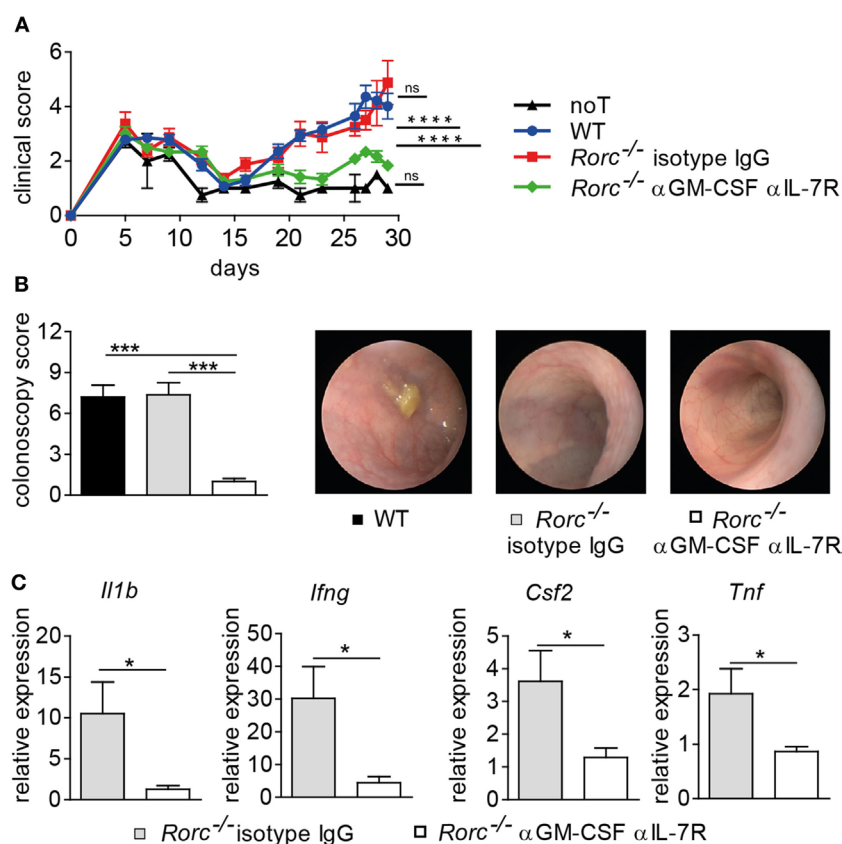 A
clinical score
6
4
2
0
0 5 10 15 20 25 30
days
ns
****
****
ns
noT
WT
Rorc-/- isotype IgG
Rorc-/- αGM-CSF αIL-7R
B
colonoscopy score
12
9
6
3
0
***
***
WT
Rorc-/-
isotype IgG
Rorc-/-
αGM-CSF αIL-7R
C
Il1b
relative expression
20
15
10
5
0
*
Ifng
relative expression
50
40
30
20
10
0
*
Csf2
relative expression
5
4
3
2
1
0
*
Tnf
relative expression
3
2
1
0
*
Rorc-/- isotype IgG
Rorc-/- αGM-CSF αIL-7R